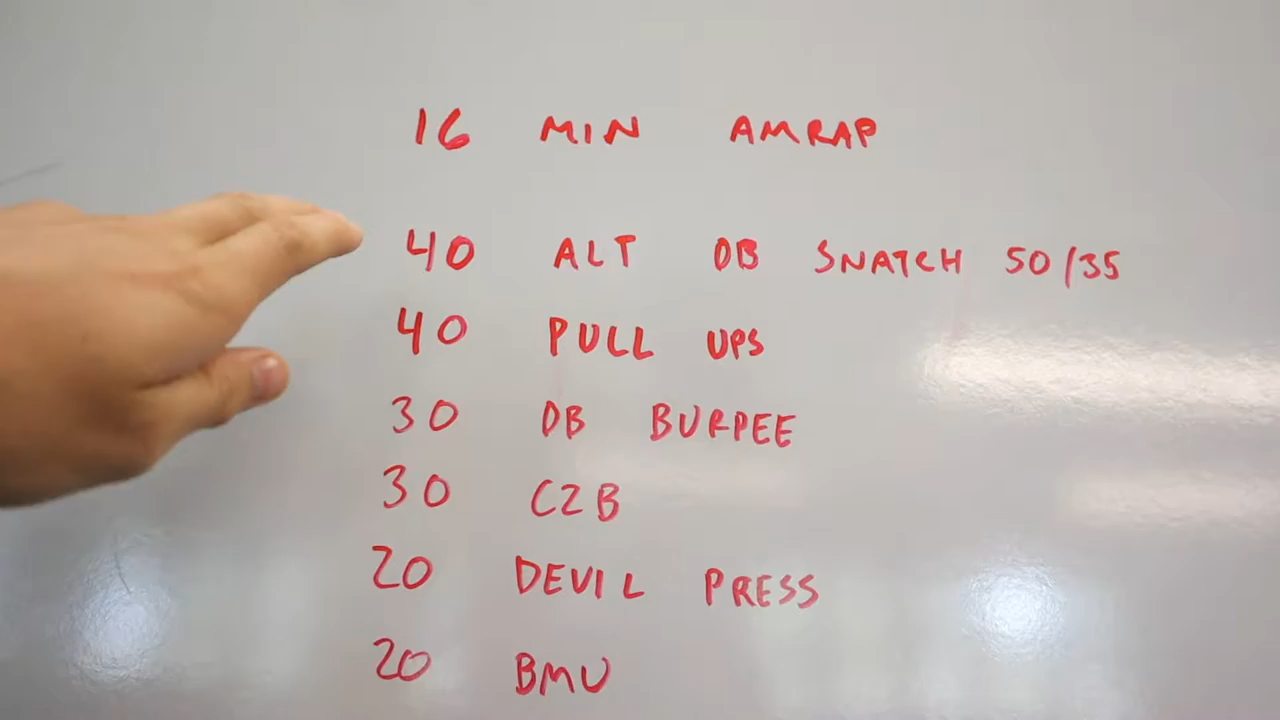 16 MIN AMRAP
40 ALT DB SNATCH 50/35
40 PULL UPS
30 DB BURPEE
30 C2B
20 DEVIL PRESS
20 BMU